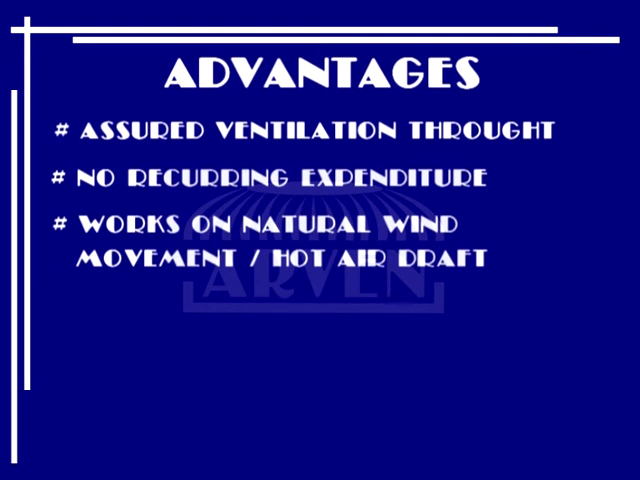 ADVANTAGES
# ASSURED VENTILATION THROUGHT
# NO RECURRING EXPENDITURE
# WORKS ON NATURAL WIND
MOVEMENT / HOT AIR DRAFT
ARVEN